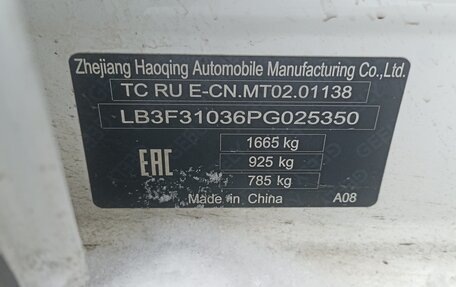 Zhejiang Haoqing Automobile Manufacturing Co.,Ltd.
TC RU E-CN.MT02.01138
LB3F31036PG025350
EAC
1665 kg
925 kg
785 kg
Made in China
A08